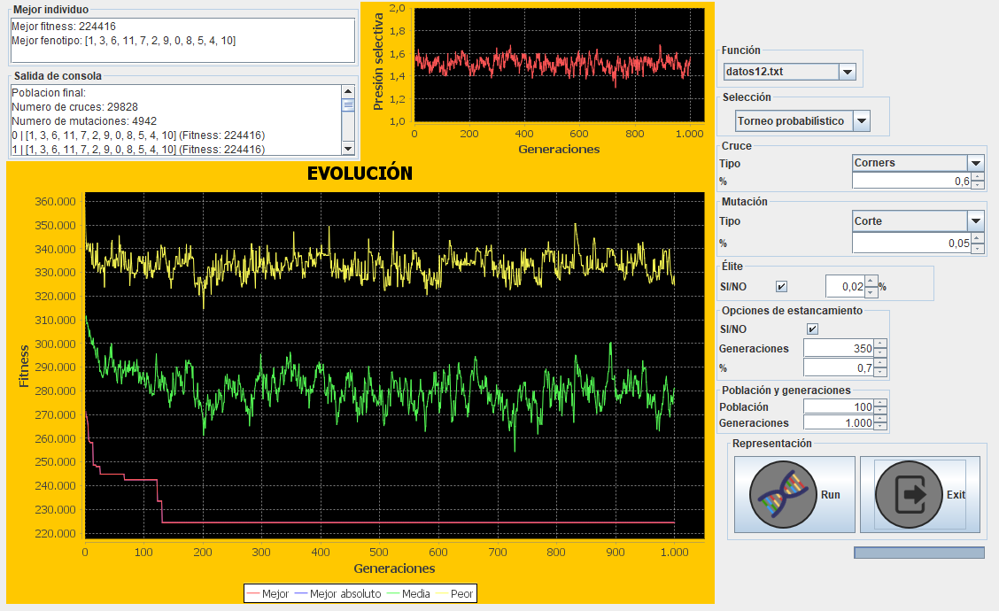 Mejor individuo
Mejor fitness: 224416
Mejor fenotipo: [1, 3, 6, 11, 7, 2, 9, 0, 8, 5, 4, 10]
Salida de consola
Poblacion final:
Numero de cruces: 29828
Numero de mutaciones: 4942
0 | [1, 3, 6, 11, 7, 2, 9, 0, 8, 5, 4, 10] (Fitness: 224416)
1 | [1, 3, 6, 11, 7, 2, 9, 0, 8, 5, 4, 10] (Fitness: 224416)
Presión selectiva
2,0
1,8
1,6
1,4
1,2
1,0
0 200 400 600 800 1.000
Generaciones
EVOLUCIÓN
Fitness
360.000
350.000
340.000
330.000
320.000
310.000
300.000
290.000
280.000
270.000
260.000
250.000
240.000
230.000
220.000
0 100 200 300 400 500 600 700 800 900 1.000
Generaciones
Mejor Mejor absoluto Media Peor
Función
datos12.txt
Selección
Torneo probabilístico
Cruce
Tipo Corners
% 0,6
Mutación
Tipo Corte
% 0,05
Élite
SI/NO 0,02 %
Opciones de estancamiento
SI/NO
Generaciones 350
% 0,7
Población y generaciones
Población 100
Generaciones 1.000
Representación
Run Exit